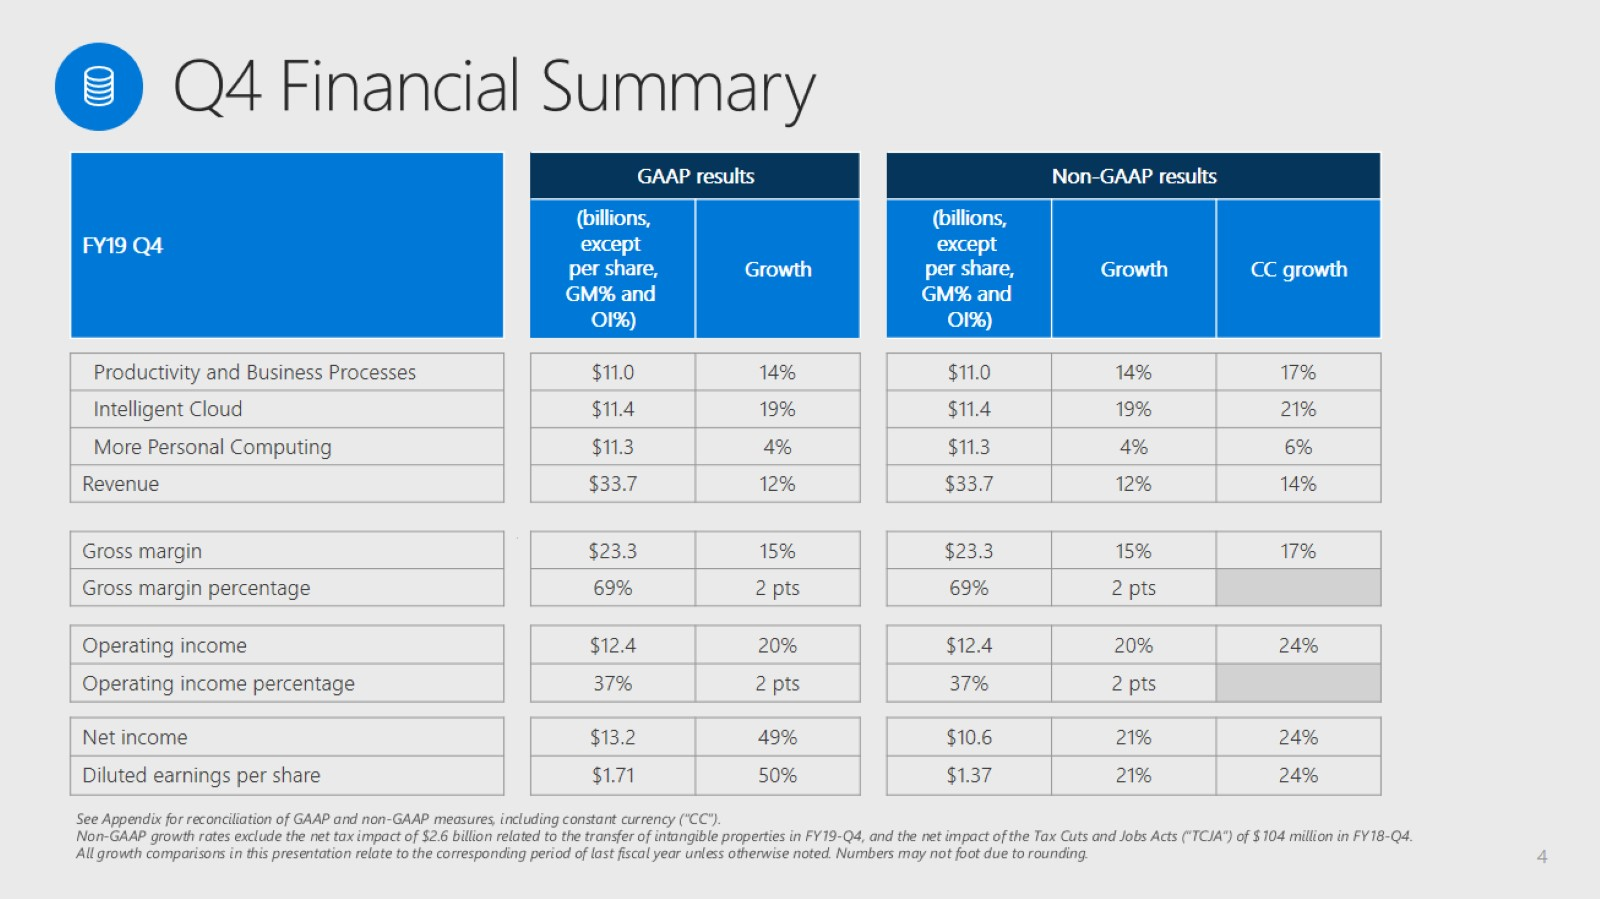 Q4 Financial Summary
FY19 Q4
GAAP results
Non-GAAP results
(billions,
except
per share,
GM% and
OI%)
Growth
(billions,
except
per share,
GM% and
OI%)
Growth
CC growth
Productivity and Business Processes $11.0 14% $11.0 14% 17%
Intelligent Cloud $11.4 19% $11.4 19% 21%
More Personal Computing $11.3 4% $11.3 4% 6%
Revenue $33.7 12% $33.7 12% 14%
Gross margin $23.3 15% $23.3 15% 17%
Gross margin percentage 69% 2 pts 69% 2 pts
Operating income $12.4 20% $12.4 20% 24%
Operating income percentage 37% 2 pts 37% 2 pts
Net income $13.2 49% $10.6 21% 24%
Diluted earnings per share $1.71 50% $1.37 21% 24%
See Appendix for reconciliation of GAAP and non-GAAP measures, including constant currency ("CC").
Non-GAAP growth rates exclude the net tax impact of $2.6 billion related to the transfer of intangible properties in FY19-Q4, and the net impact of the Tax Cuts and Jobs Acts ("TCJA") of $104 million in FY18-Q4.
All growth comparisons in this presentation relate to the corresponding period of last fiscal year unless otherwise noted. Numbers may not foot due to rounding.
4